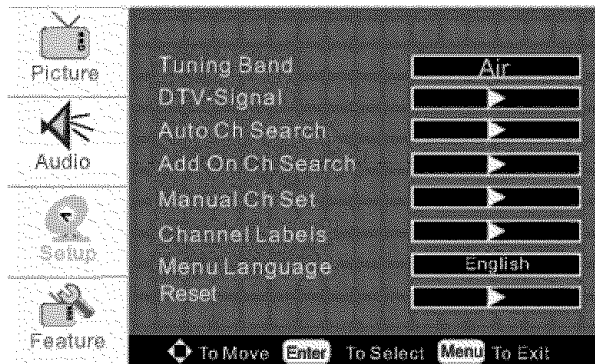 Picture
Audio
Setup
Feature
Tuning Band Air
DTV-Signal
Auto Ch Search
Add On Ch Search
Manual Ch Set
Channel Labels
Menu Language English
Reset
To Move Enter To Select Menu To Exit